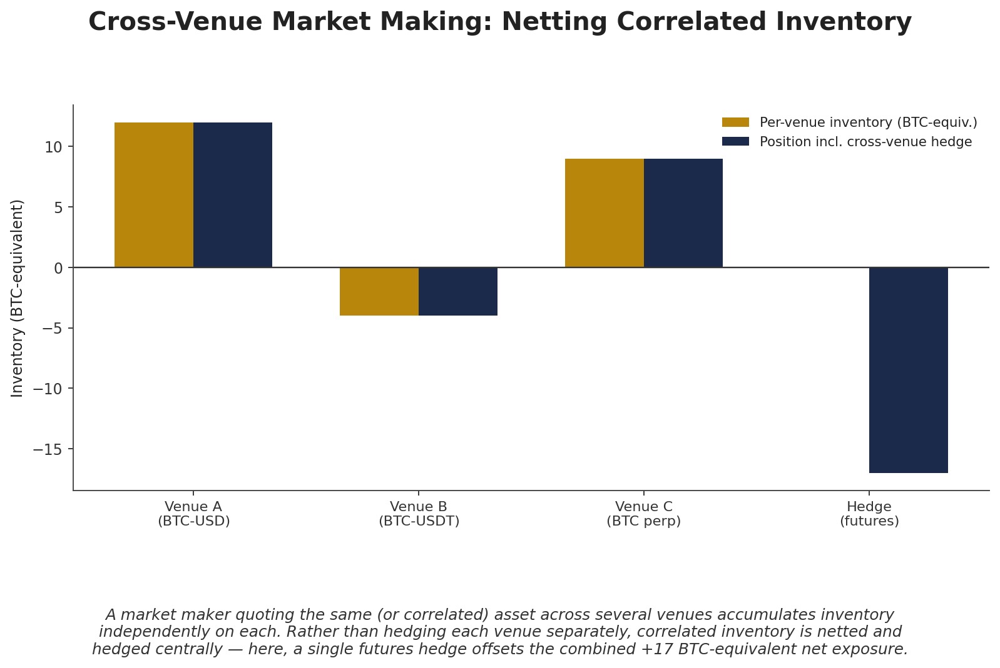 Cross-Venue Market Making: Netting Correlated Inventory
Per-venue inventory (BTC-equiv.)
Position incl. cross-venue hedge
Inventory (BTC-equivalent)
10
5
0
−5
−10
−15
Venue A
(BTC-USD)
Venue B
(BTC-USDT)
Venue C
(BTC perp)
Hedge
(futures)
A market maker quoting the same (or correlated) asset across several venues accumulates inventory
independently on each. Rather than hedging each venue separately, correlated inventory is netted and
hedged centrally — here, a single futures hedge offsets the combined +17 BTC-equivalent net exposure.